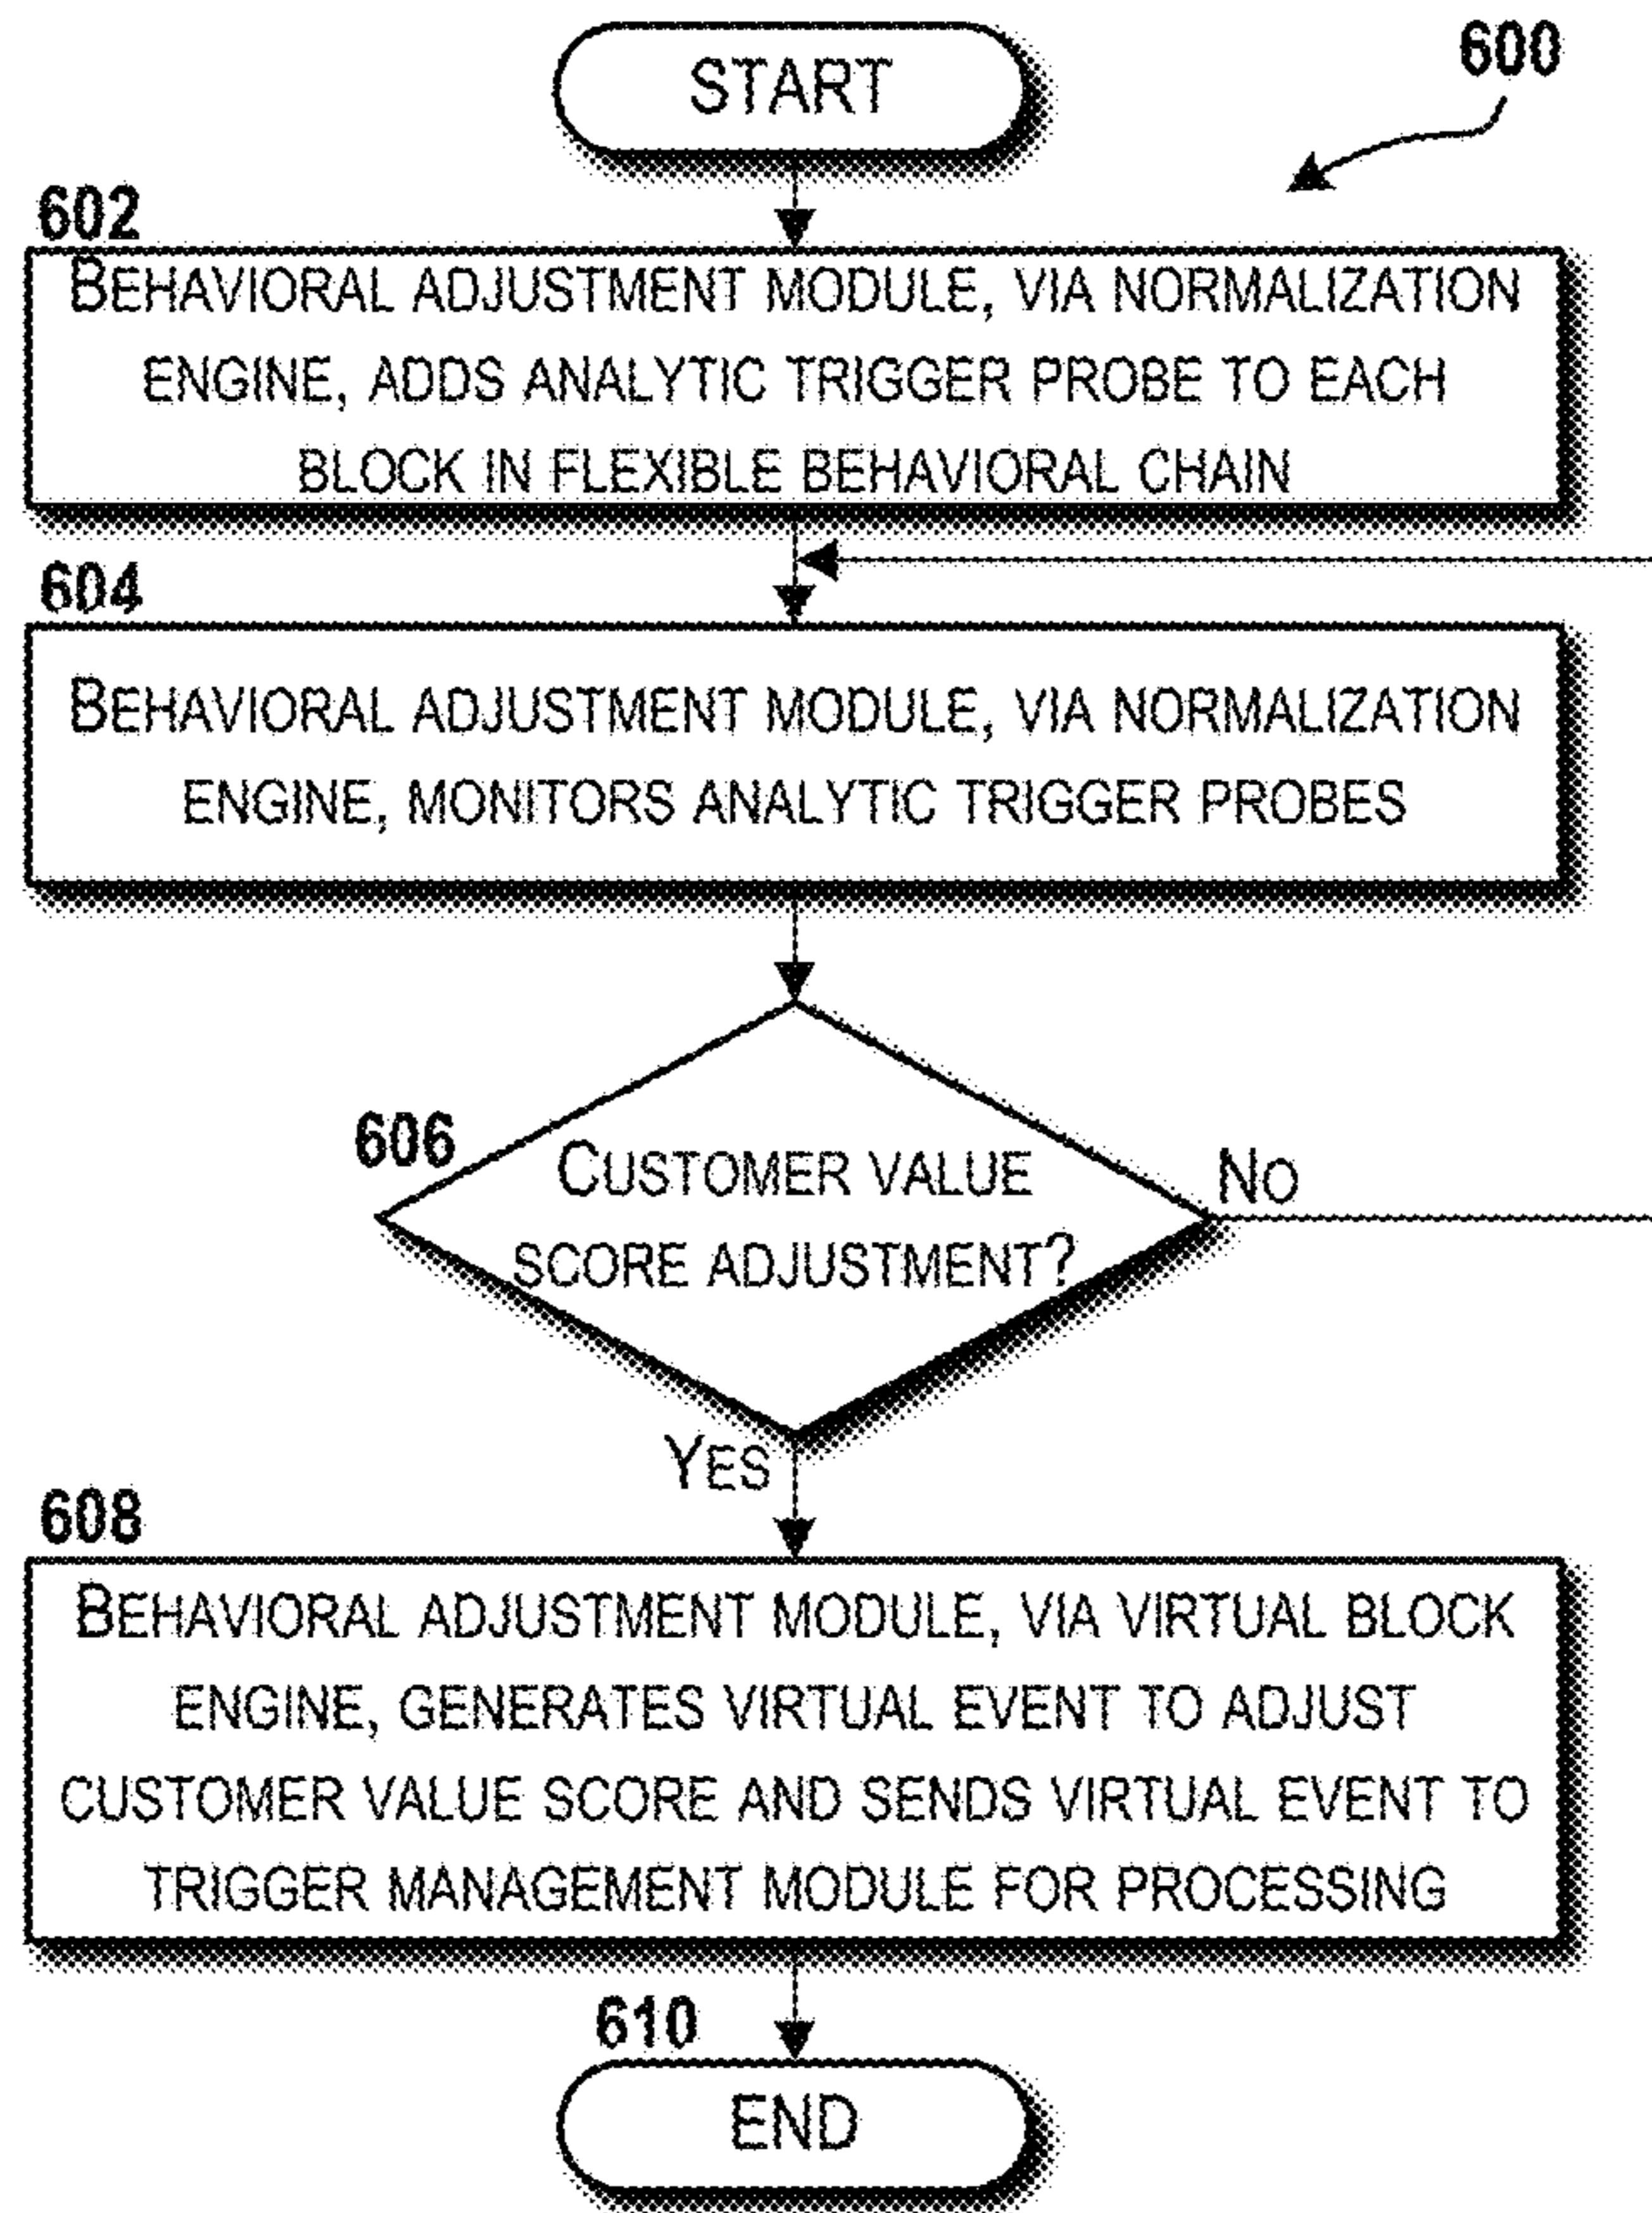 START
600
602
BEHAVIORAL ADJUSTMENT MODULE, VIA NORMALIZATION
ENGINE, ADDS ANALYTIC TRIGGER PROBE TO EACH
BLOCK IN FLEXIBLE BEHAVIORAL CHAIN
604
BEHAVIORAL ADJUSTMENT MODULE, VIA NORMALIZATION
ENGINE, MONITORS ANALYTIC TRIGGER PROBES
606
CUSTOMER VALUE
SCORE ADJUSTMENT?
NO
YES
608
BEHAVIORAL ADJUSTMENT MODULE, VIA VIRTUAL BLOCK
ENGINE, GENERATES VIRTUAL EVENT TO ADJUST
CUSTOMER VALUE SCORE AND SENDS VIRTUAL EVENT TO
TRIGGER MANAGEMENT MODULE FOR PROCESSING
610
END